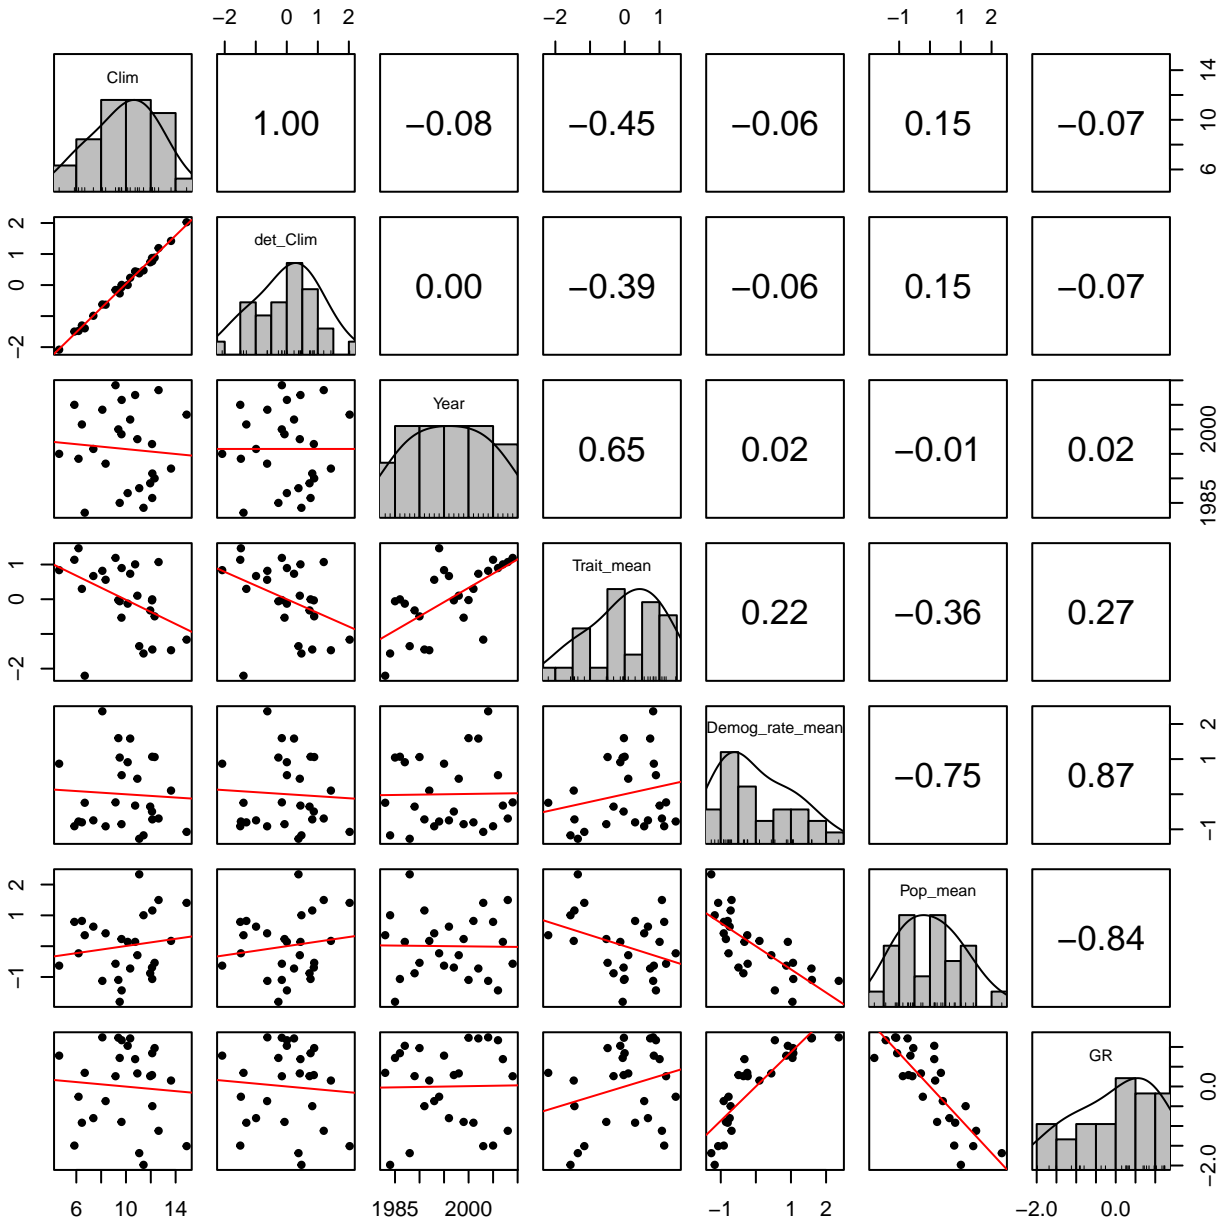 −2 0 1 2 0 1 −1 1 2
Clim
1.00 −0.08 −0.45 −0.06 0.15 −0.07
6 10 14
−2 0 1 2
det_Clim
0.00 −0.39 −0.06 0.15 −0.07
Year
0.65 0.02 −0.01 0.02
1985 2000
−2 0 1
Trait_mean
0.22 −0.36 0.27
Demog_rate_mean
−0.75 0.87
−1 1 2
−1 1 2
Pop_mean
−0.84
GR
−2.0 0.0
6 10 14 1985 2000 −1 1 2 −2.0 0.0